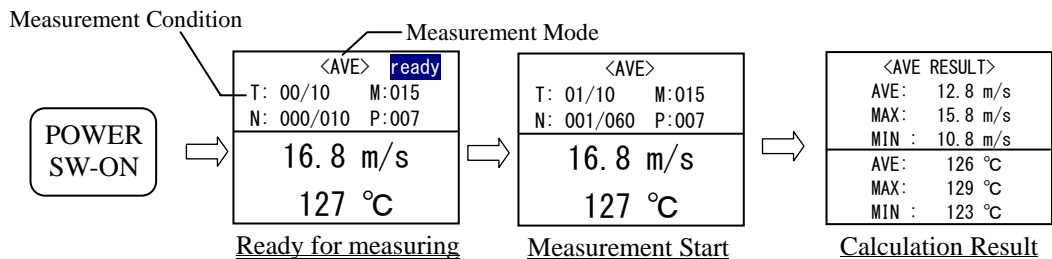 Measurement Condition
Measurement Mode
POWER
SW-ON
<AVE> ready
T: 00/10 M:015
N: 000/010 P:007
16.8 m/s
127 ℃
Ready for measuring
<AVE>
T: 01/10 M:015
N: 001/060 P:007
16.8 m/s
127 ℃
Measurement Start
<AVE RESULT>
AVE: 12.8 m/s
MAX: 15.8 m/s
MIN : 10.8 m/s
AVE: 126 ℃
MAX: 129 ℃
MIN : 123 ℃
Calculation Result